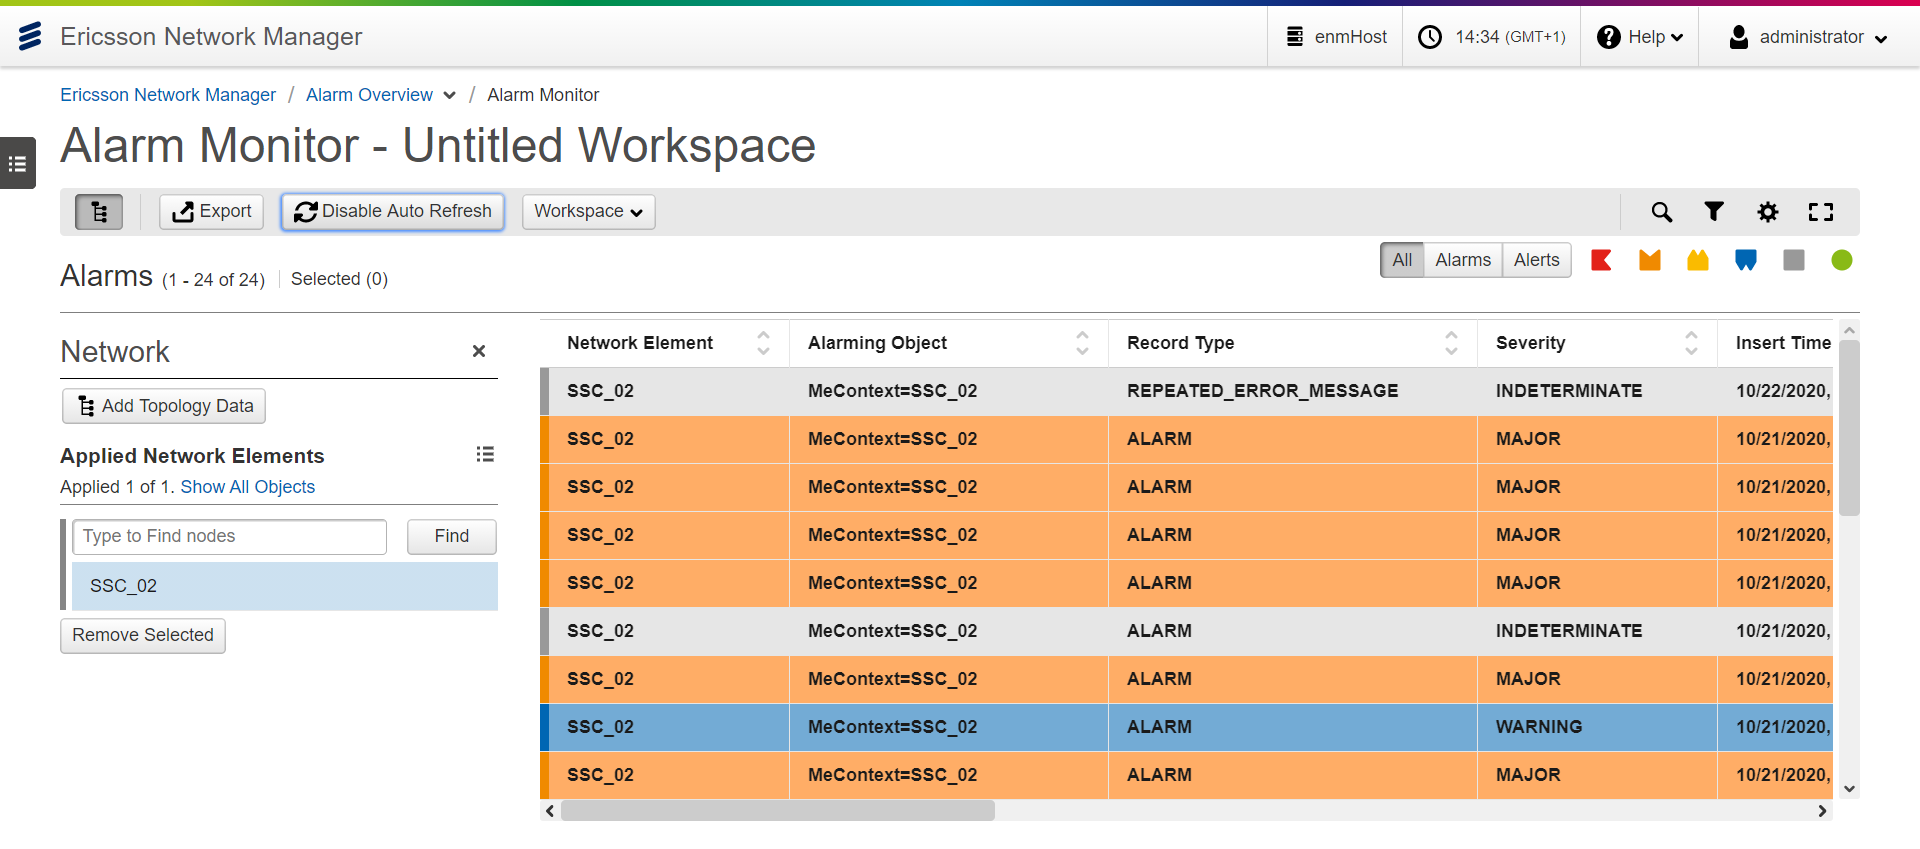 Ericsson Network Manager
enmHost
14:34 (GMT+1)
Help
administrator
Ericsson Network Manager / Alarm Overview / Alarm Monitor
Alarm Monitor - Untitled Workspace
Export
Disable Auto Refresh
Workspace
Alarms (1 - 24 of 24) Selected (0)
All Alarms Alerts
Network
Add Topology Data
Applied Network Elements
Applied 1 of 1. Show All Objects
Type to Find nodes
Find
SSC_02
Remove Selected
Network Element Alarming Object Record Type Severity Insert Time
SSC_02 MeContext=SSC_02 REPEATED_ERROR_MESSAGE INDETERMINATE 10/22/2020,
SSC_02 MeContext=SSC_02 ALARM MAJOR 10/21/2020,
SSC_02 MeContext=SSC_02 ALARM MAJOR 10/21/2020,
SSC_02 MeContext=SSC_02 ALARM MAJOR 10/21/2020,
SSC_02 MeContext=SSC_02 ALARM MAJOR 10/21/2020,
SSC_02 MeContext=SSC_02 ALARM INDETERMINATE 10/21/2020,
SSC_02 MeContext=SSC_02 ALARM MAJOR 10/21/2020,
SSC_02 MeContext=SSC_02 ALARM WARNING 10/21/2020,
SSC_02 MeContext=SSC_02 ALARM MAJOR 10/21/2020,